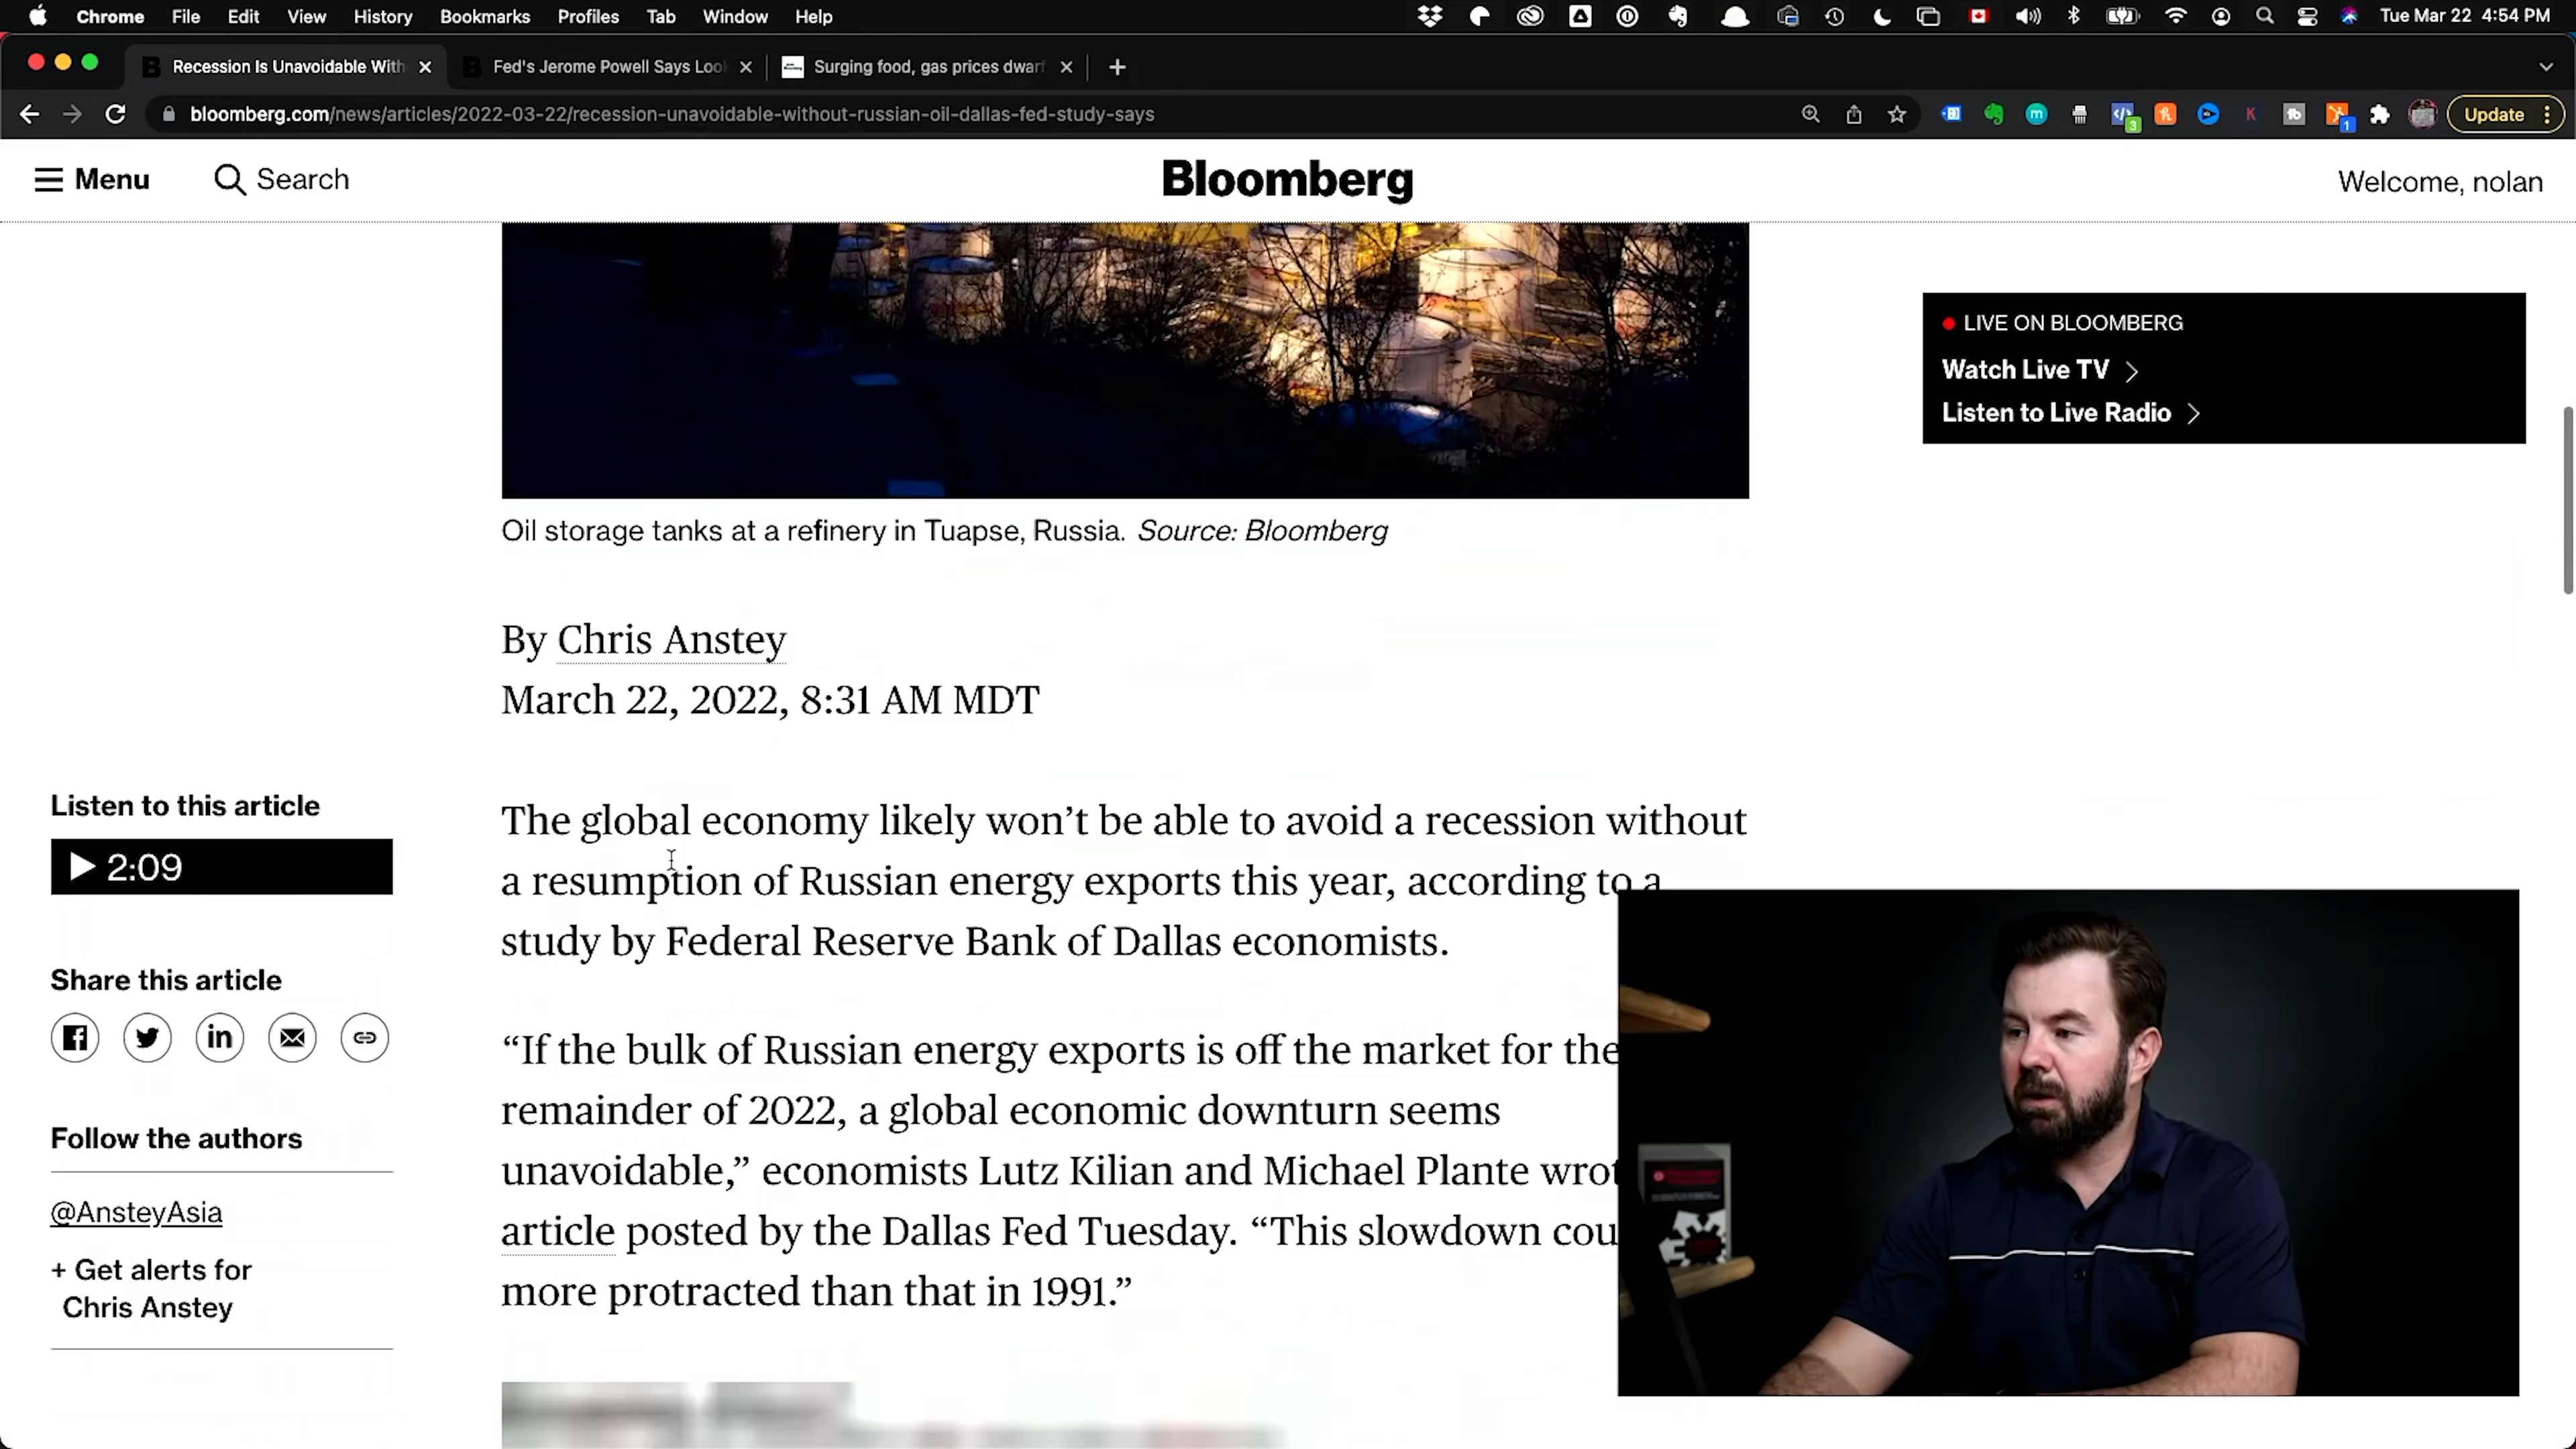 Chrome File Edit View History Bookmarks Profiles Tab Window Help Tue Mar 22 4:54 PM
Recession Is Unavoidable With Fed's Jerome Powell Says Loo Surging food, gas prices dwarf
bloomberg.com/news/articles/2022-03-22/recession-unavoidable-without-russian-oil-dallas-fed-study-says
3
1
Update
Menu Search
Bloomberg
Welcome, nolan
LIVE ON BLOOMBERG
Watch Live TV
Listen to Live Radio
Oil storage tanks at a refinery in Tuapse, Russia. Source: Bloomberg
By Chris Anstey
March 22, 2022, 8:31 AM MDT
Listen to this article
2:09
Share this article
Follow the authors
@AnsteyAsia
+ Get alerts for
Chris Anstey
The global economy likely won’t be able to avoid a recession without
a resumption of Russian energy exports this year, according to a
study by Federal Reserve Bank of Dallas economists.
“If the bulk of Russian energy exports is off the market for the
remainder of 2022, a global economic downturn seems
unavoidable,” economists Lutz Kilian and Michael Plante wrot
article posted by the Dallas Fed Tuesday. “This slowdown cou
more protracted than that in 1991.”